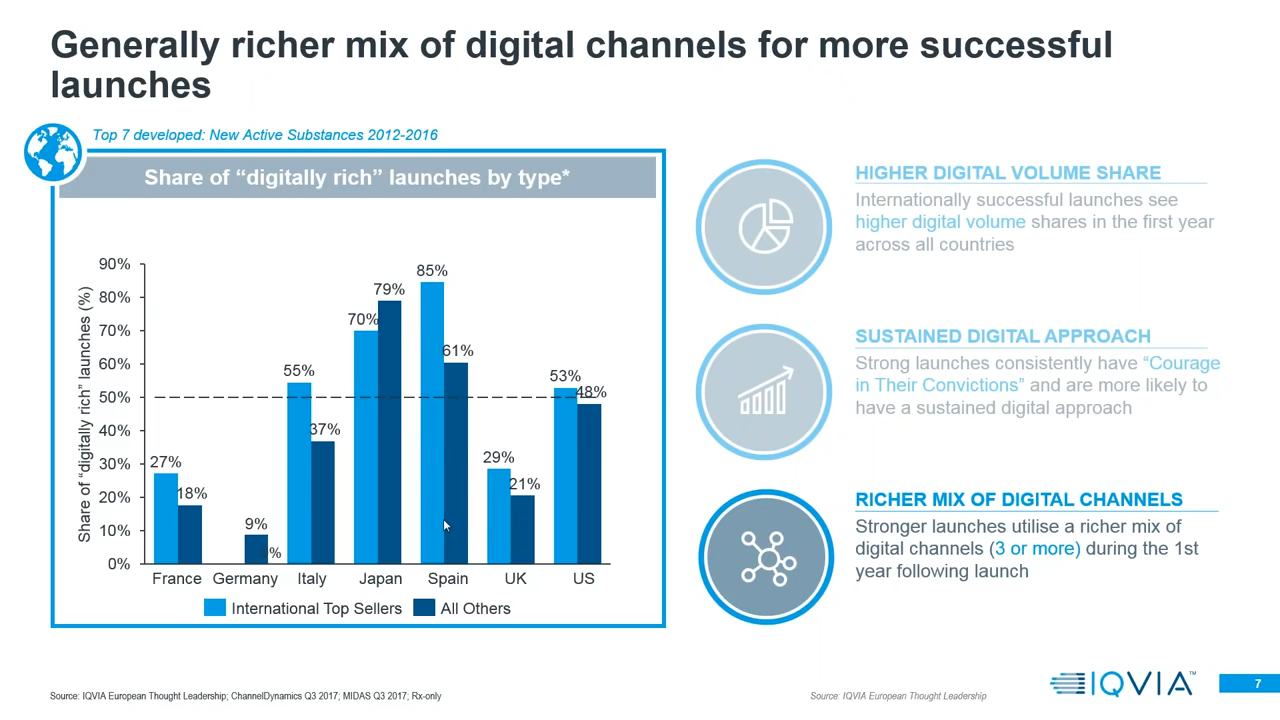 Generally richer mix of digital channels for more successful
launches
Top 7 developed: New Active Substances 2012-2016
Share of “digitally rich” launches by type*
Share of “digitally rich” launches (%)
90%
80%
70%
60%
50%
40%
30%
20%
10%
0%
27%
18%
9%
%
55%
37%
70%
79%
85%
61%
29%
21%
53%
48%
France
Germany
Italy
Japan
Spain
UK
US
International Top Sellers
All Others
HIGHER DIGITAL VOLUME SHARE
Internationally successful launches see
higher digital volume shares in the first year
across all countries
SUSTAINED DIGITAL APPROACH
Strong launches consistently have “Courage
in Their Convictions” and are more likely to
have a sustained digital approach
RICHER MIX OF DIGITAL CHANNELS
Stronger launches utilise a richer mix of
digital channels (3 or more) during the 1st
year following launch
Source: IQVIA European Thought Leadership; ChannelDynamics Q3 2017; MIDAS Q3 2017; Rx-only
Source: IQVIA European Thought Leadership
IQVIA™
7